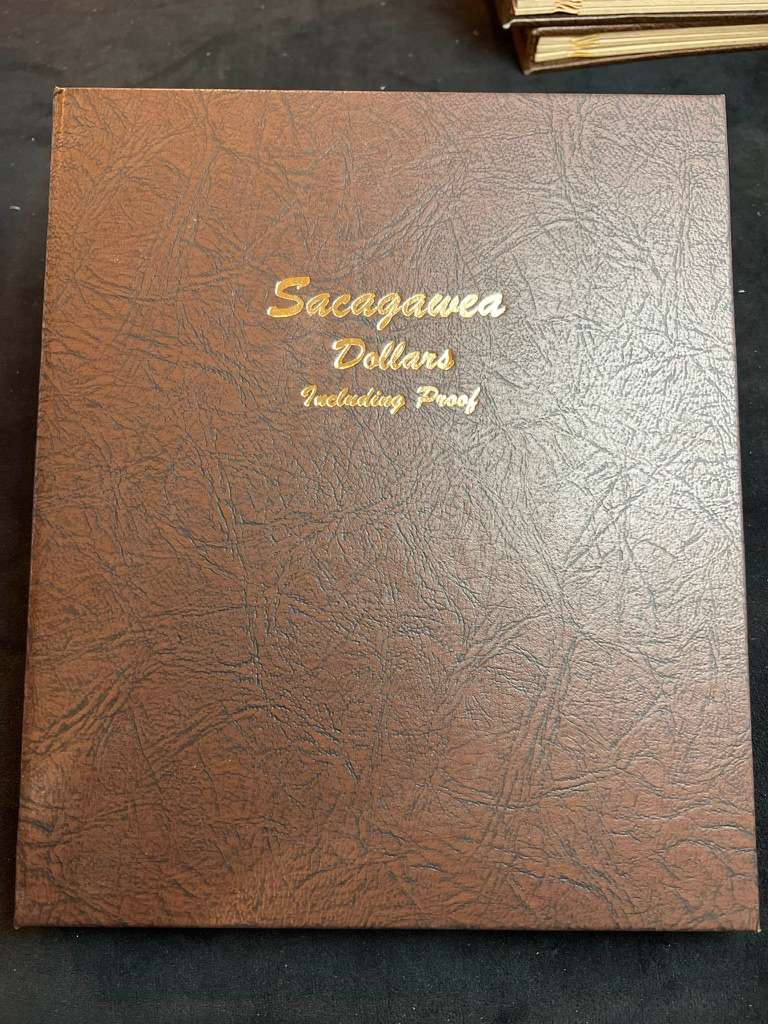 Sacagawea
Dollars
Including Proof